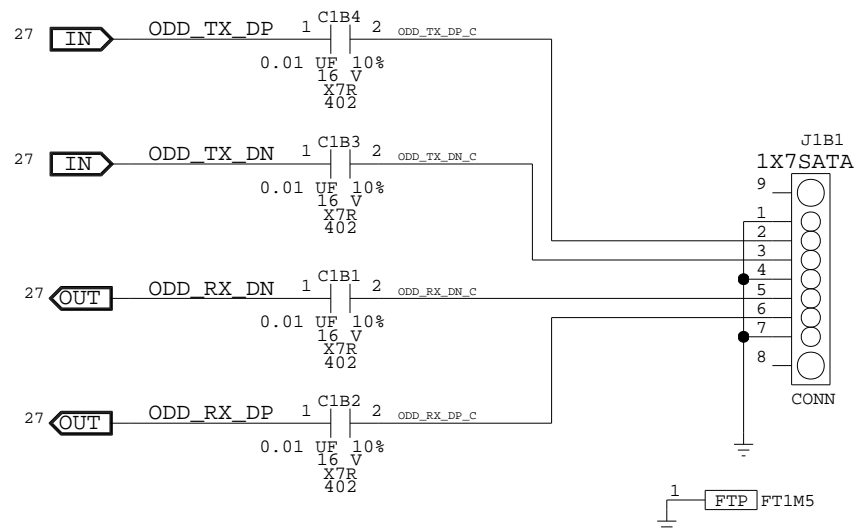 27 IN ODD_TX_DP 1 C1B4 2 ODD_TX_DP_C
0.01 UF 10%
16 V
X7R
402
27 IN ODD_TX_DN 1 C1B3 2 ODD_TX_DN_C
0.01 UF 10%
16 V
X7R
402
27 OUT ODD_RX_DN 1 C1B1 2 ODD_RX_DN_C
0.01 UF 10%
16 V
X7R
402
27 OUT ODD_RX_DP 1 C1B2 2 ODD_RX_DP_C
0.01 UF 10%
16 V
X7R
402
J1B1
1X7SATA
9
1
2
3
4
5
6
7
8
CONN
1 FTP FT1M5